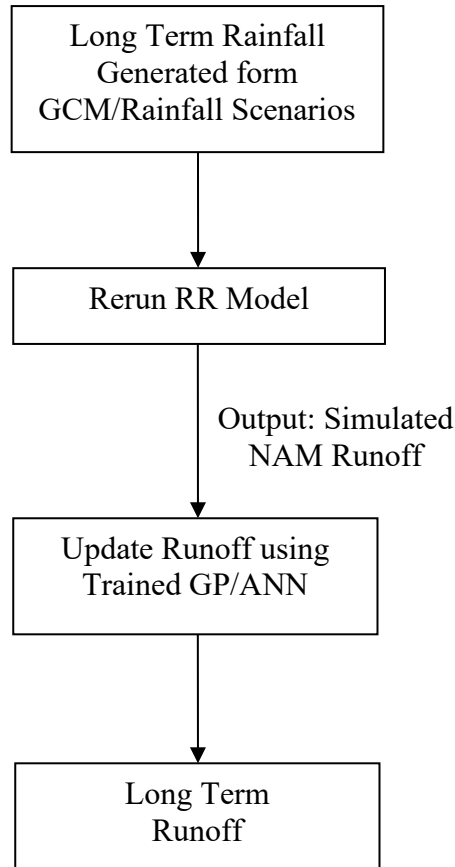 Long Term Rainfall
Generated form
GCM/Rainfall Scenarios
Rerun RR Model
Output: Simulated
NAM Runoff
Update Runoff using
Trained GP/ANN
Long Term
Runoff